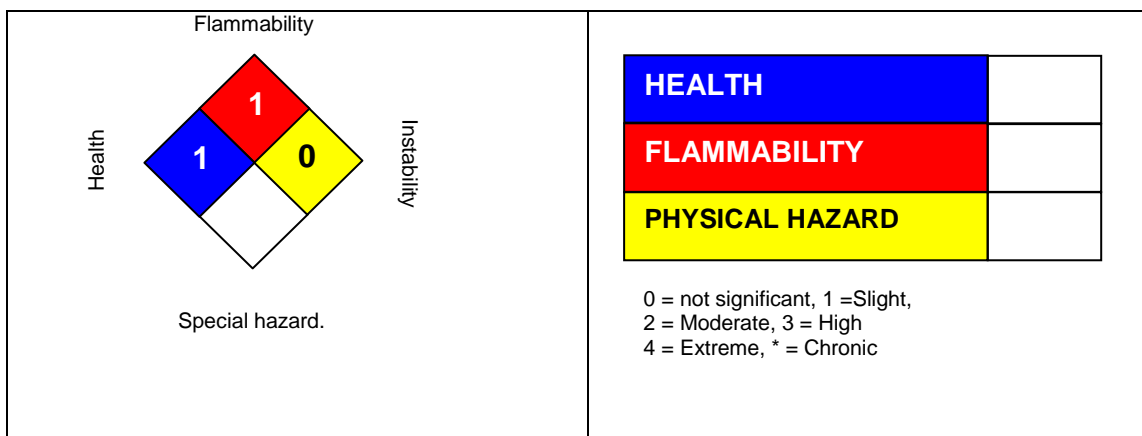 Flammability
1
Health
1
0
Instability
Special hazard.
HEALTH
FLAMMABILITY
PHYSICAL HAZARD
0 = not significant, 1 =Slight,
2 = Moderate, 3 = High
4 = Extreme, * = Chronic